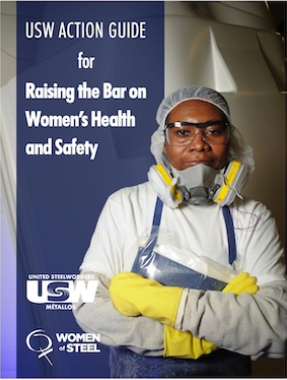 USW ACTION GUIDE
for
Raising the Bar on
Women's Health
and Safety
UNITED STEELWORKERS
USW
MÉTALLOS
WOMEN
of STEEL